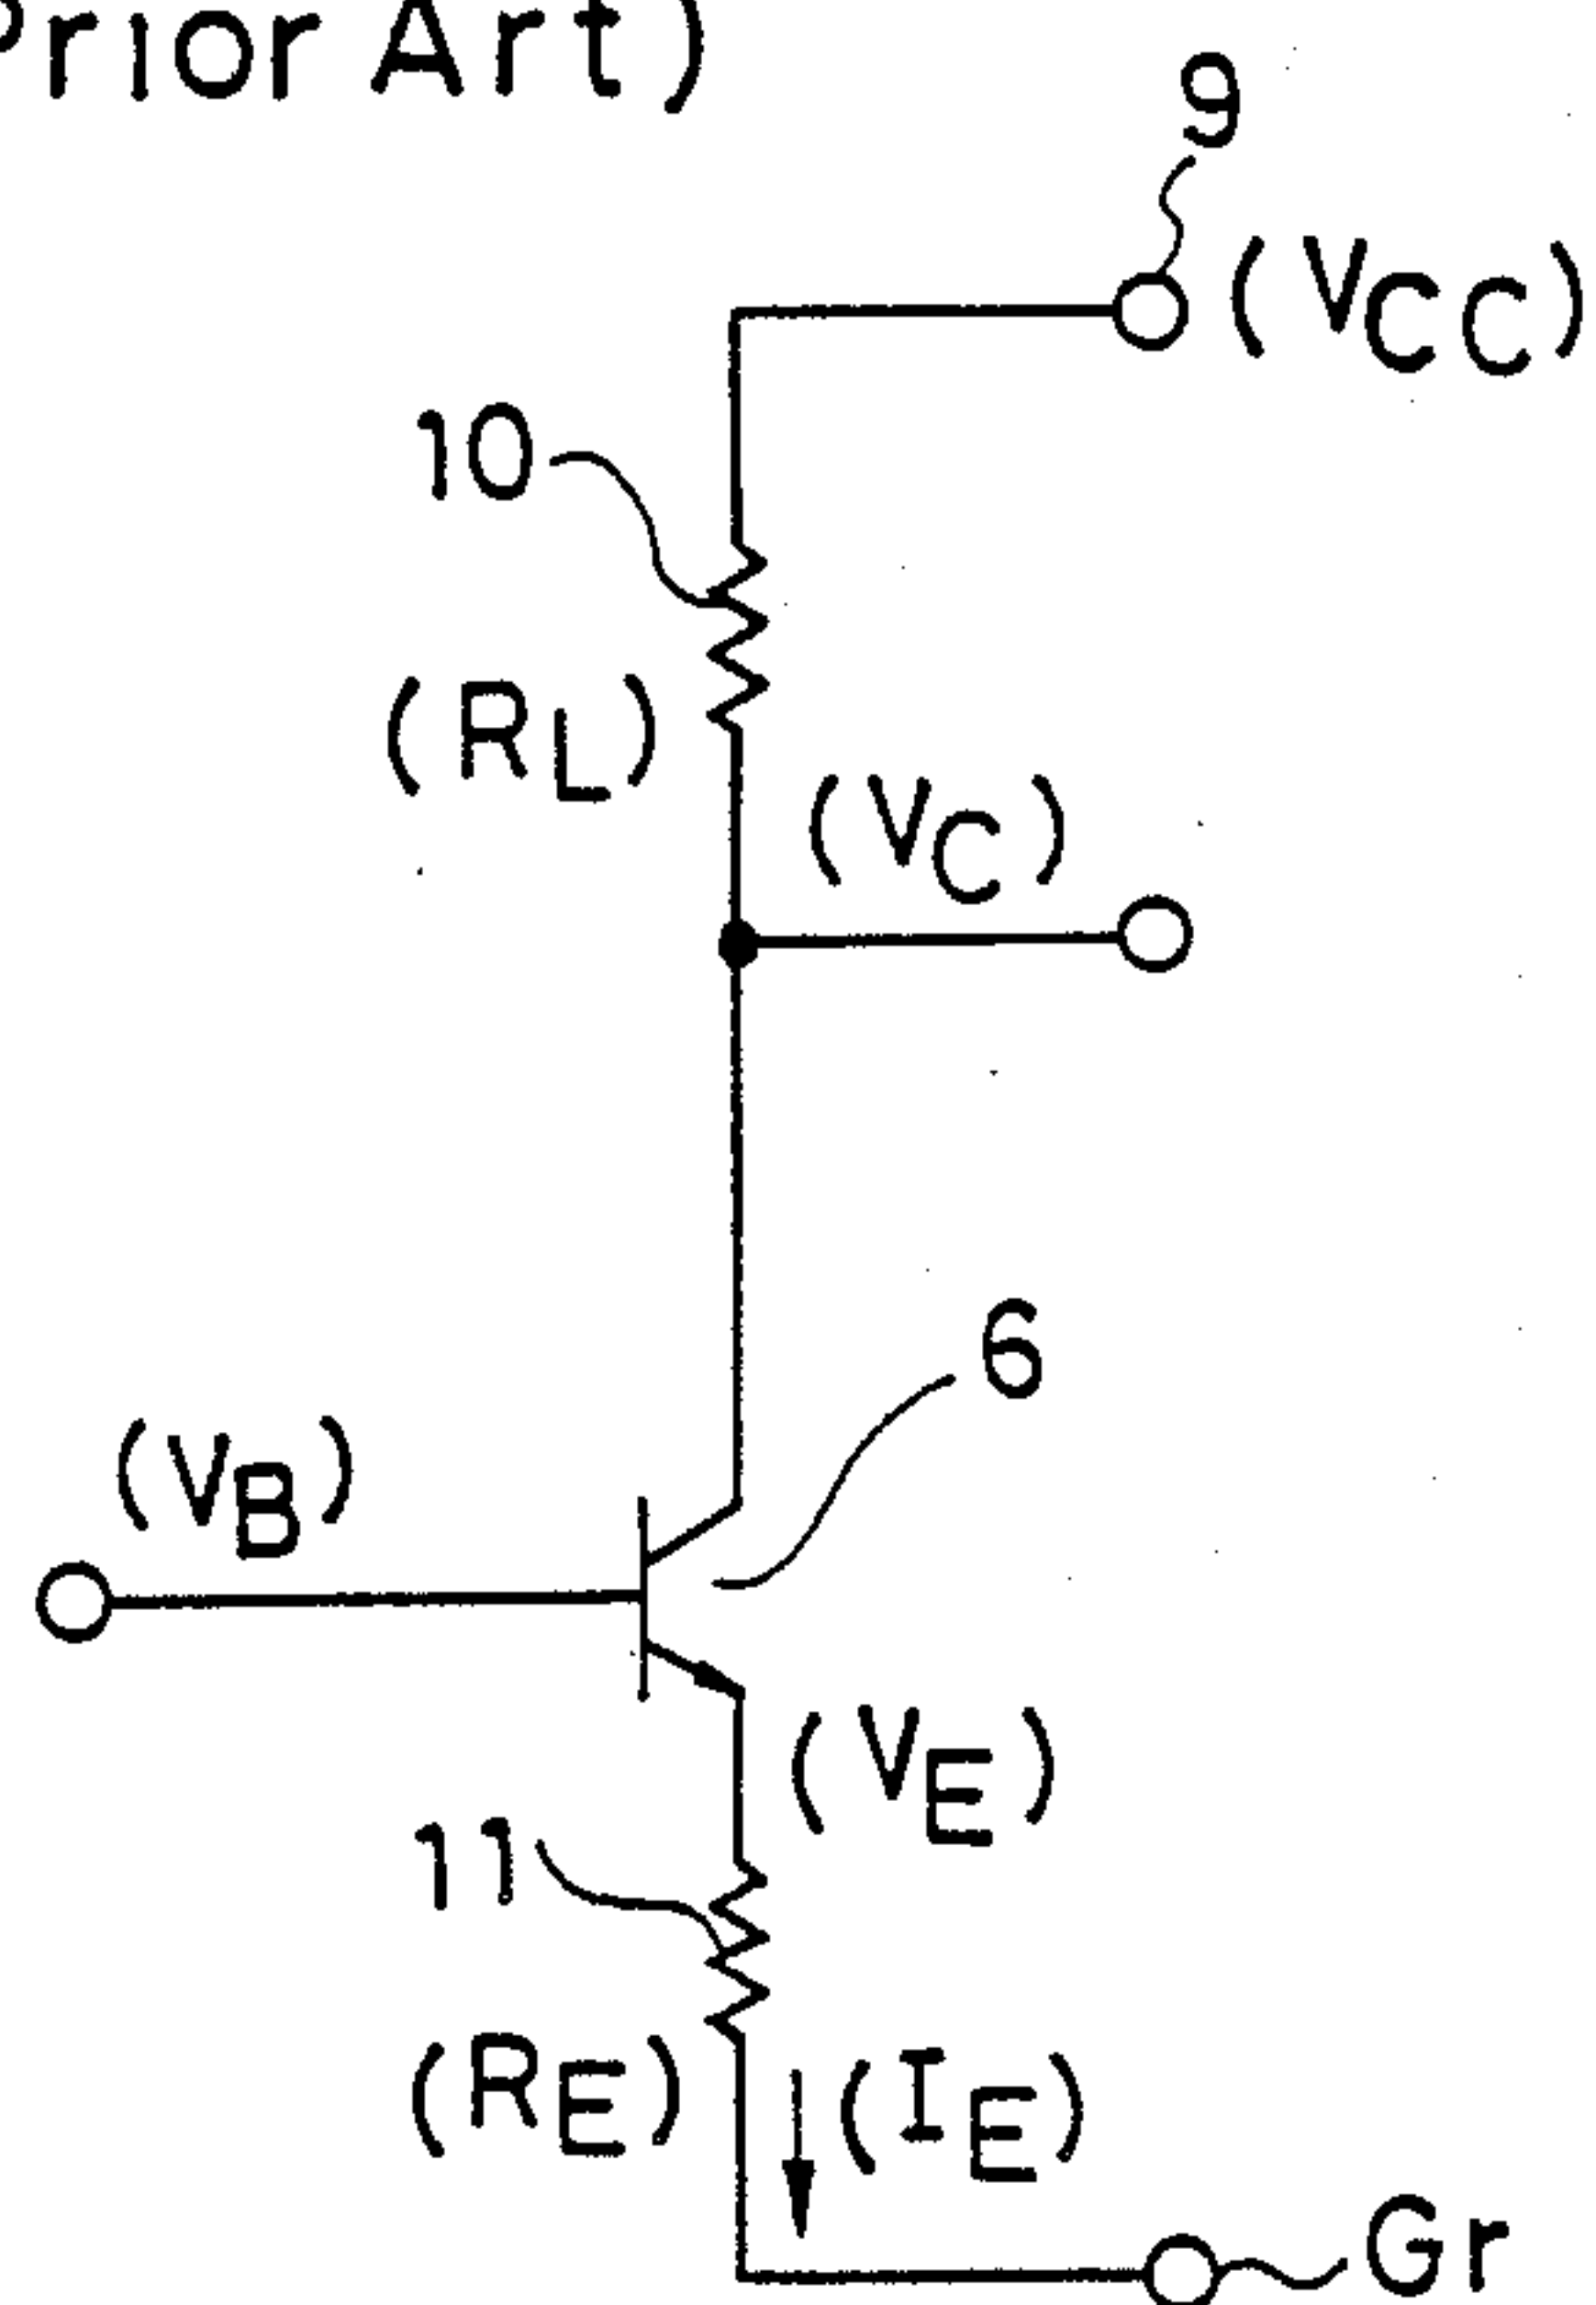 Prior Art)
9
(VCC)
10
(RL)
(VC)
6
(VB)
(VE)
11
(RE)
(IE)
Gr